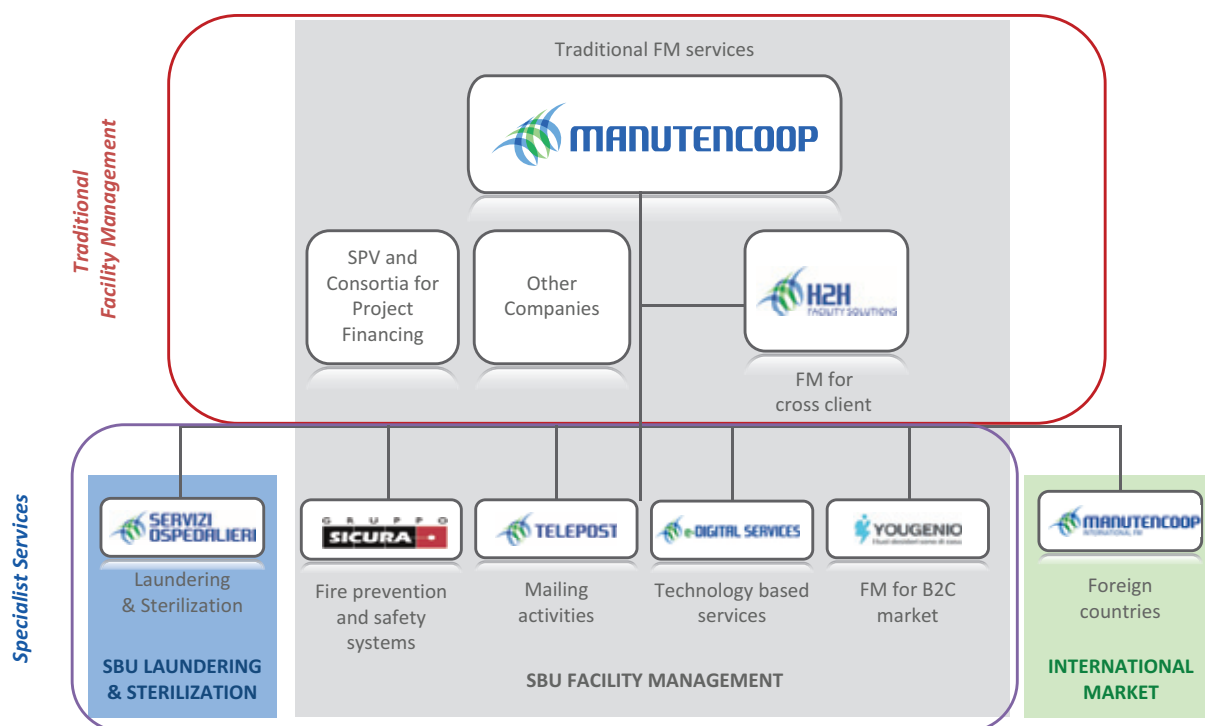 Traditional FM services
MANUTENCOOP
Traditional
Facility Management
SPV and
Consortia for
Project
Financing
Other
Companies
H2H
FACILITY SOLUTIONS
FM for
cross client
Specialist Services
SERVIZI
OSPEDALIERI
Laundering
& Sterilization
SBU LAUNDERING
& STERILIZATION
GRUPPO
SICURA
Fire prevention
and safety
systems
TELEPOST
Mailing
activities
e-DIGITAL SERVICES
Technology based
services
YOUGENIO
FM for B2C
market
SBU FACILITY MANAGEMENT
MANUTENCOOP
INTERNATIONAL FM
Foreign
countries
INTERNATIONAL
MARKET